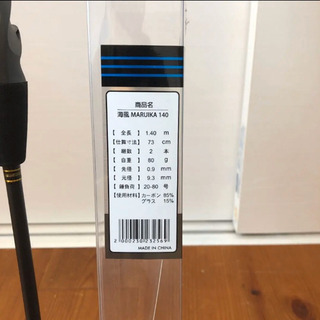 商品名
海風 MARUIKA 140
【 全長 】 1.40 m
【仕舞寸法】 73 cm
【 継数 】 2 本
【 自重 】 80 g
【 先径 】 0.9 mm
【 元径 】 9.3 mm
【 錘負荷 】 20-80 号
【使用材料】 カーボン 85%
グラス 15%
MADE IN CHINA